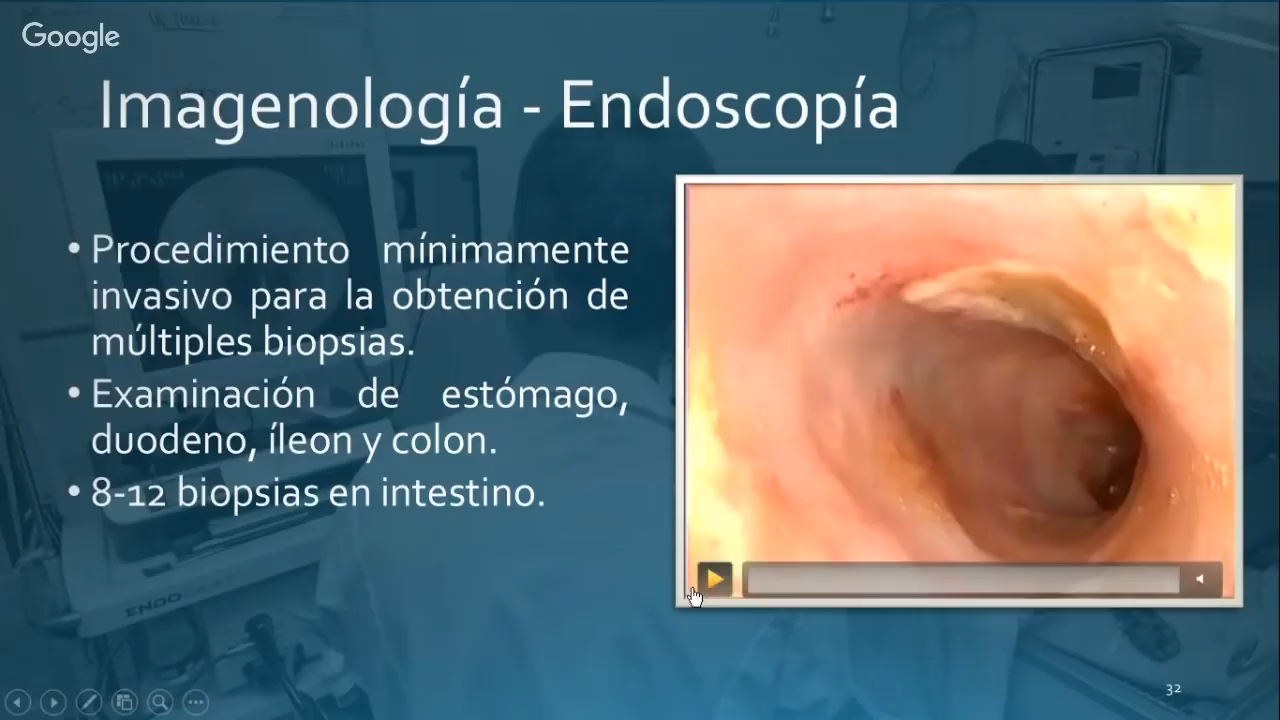 Google
Imagenología - Endoscopía
• Procedimiento mínimamente
invasivo para la obtención de
múltiples biopsias.
• Examinación de estómago,
duodeno, íleon y colon.
• 8-12 biopsias en intestino.
ENDO
32